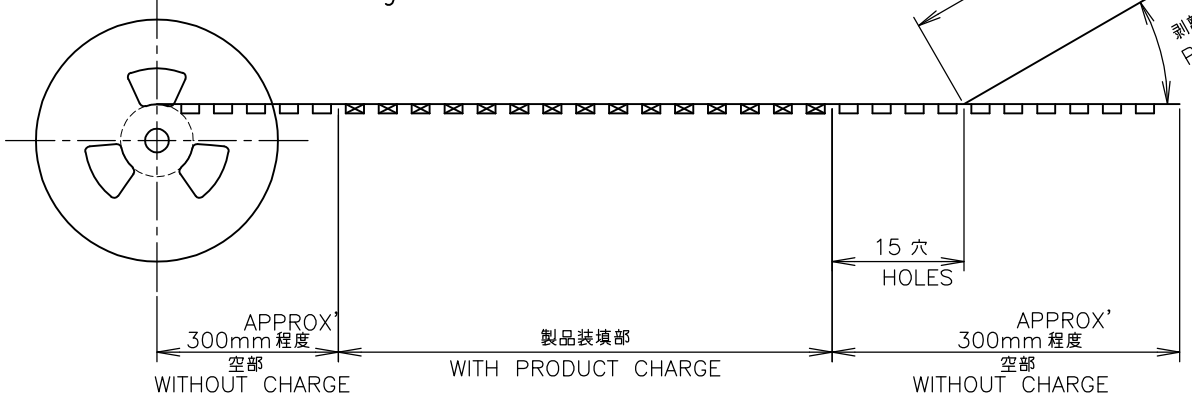 剥
15 穴
HOLES
APPROX'
300mm 程度
空部
WITHOUT CHARGE
製品装填部
WITH PRODUCT CHARGE
APPROX'
300mm 程度
空部
WITHOUT CHARGE